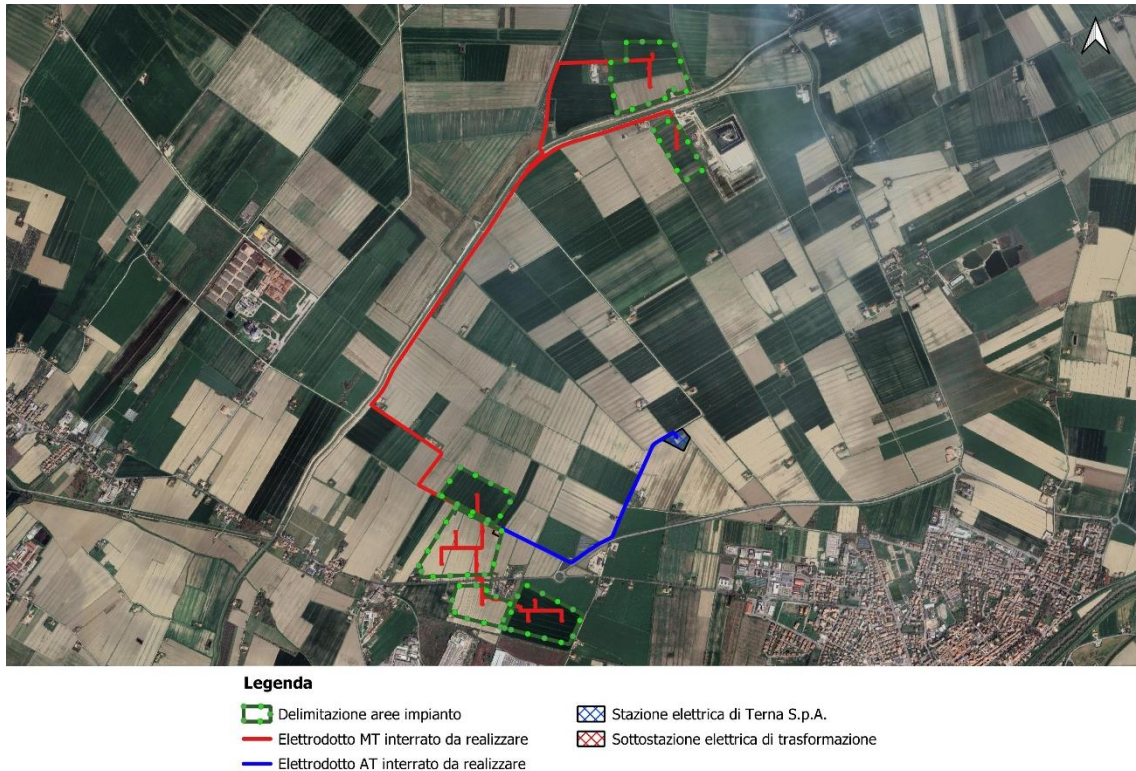 Legenda
Delimitazione aree impianto
Elettrodotto MT interrato da realizzare
Elettrodotto AT interrato da realizzare
Stazione elettrica di Terna S.p.A.
Sottostazione elettrica di trasformazione